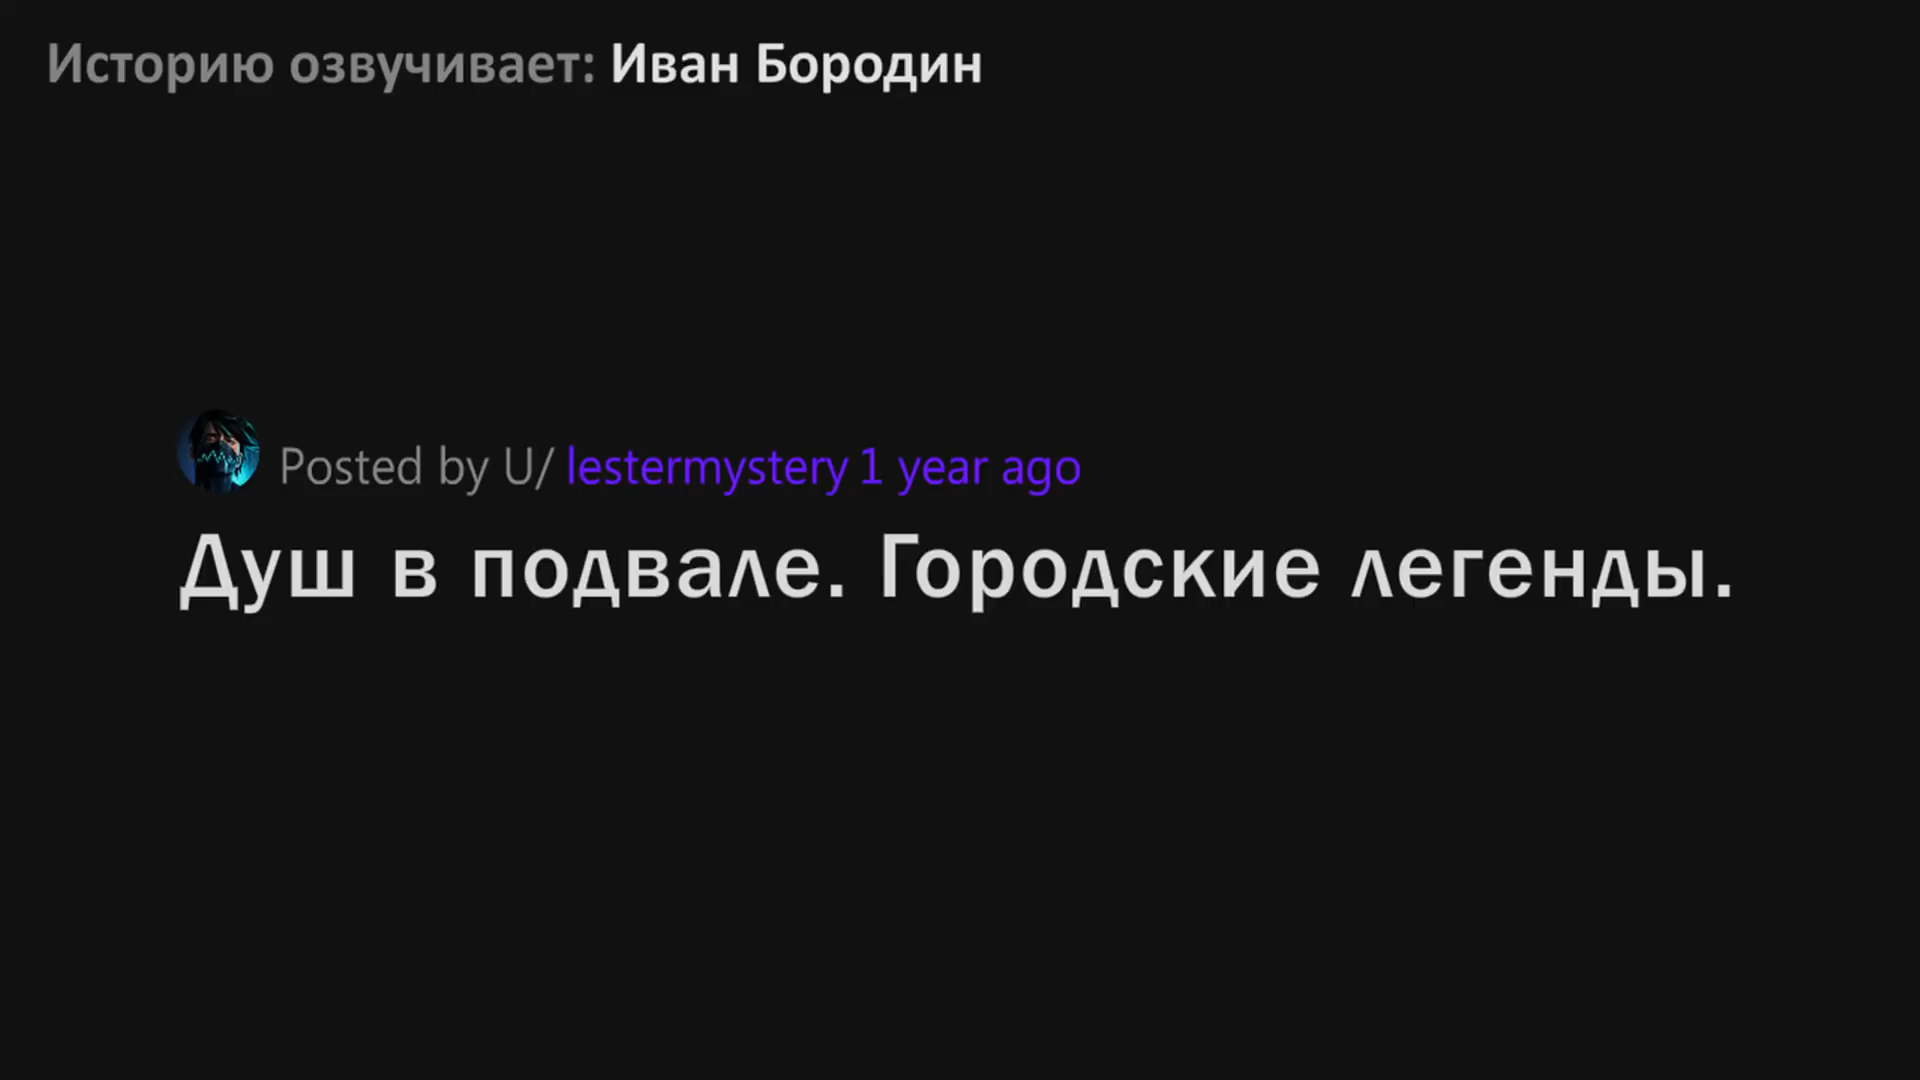 Историю озвучивает: Иван Бородин
Posted by U/ lestermystery 1 year ago
Душ в подвале. Городские легенды.